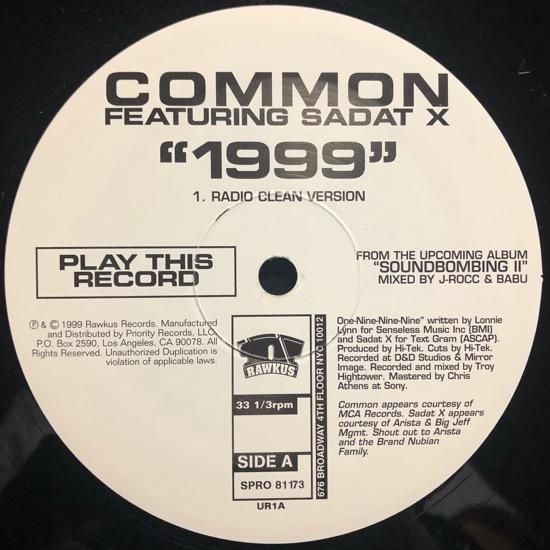 COMMON
FEATURING SADAT X
“1999”
1. RADIO CLEAN VERSION
PLAY THIS
RECORD
FROM THE UPCOMING ALBUM
“SOUNDBOMBING II”
MIXED BY J-ROCC & BABU
℗ & © 1999 Rawkus Records. Manufactured
and Distributed by Priority Records, LLC.
P.O. Box 2590, Los Angeles, CA 90078. All
Rights Reserved. Unauthorized Duplication is
violation of applicable laws.
RAWKUS
33 1/3rpm
SIDE A
SPRO 81173
UR1A
676 BROADWAY 4TH FLOOR NYC 10012
One-Nine-Nine-Nine" written by Lonnie
Lynn for Senseless Music Inc (BMI)
and Sadat X for Text Gram (ASCAP).
Produced by Hi-Tek. Cuts by Hi-Tek.
Recorded at D&D Studios & Mirror
Image. Recorded and mixed by Troy
Hightower. Mastered by Chris
Athens at Sony.
Common appears courtesy of
MCA Records. Sadat X appears
courtesy of Arista & Big Jeff
Mgmt. Shout out to Arista
and the Brand Nubian
Family.